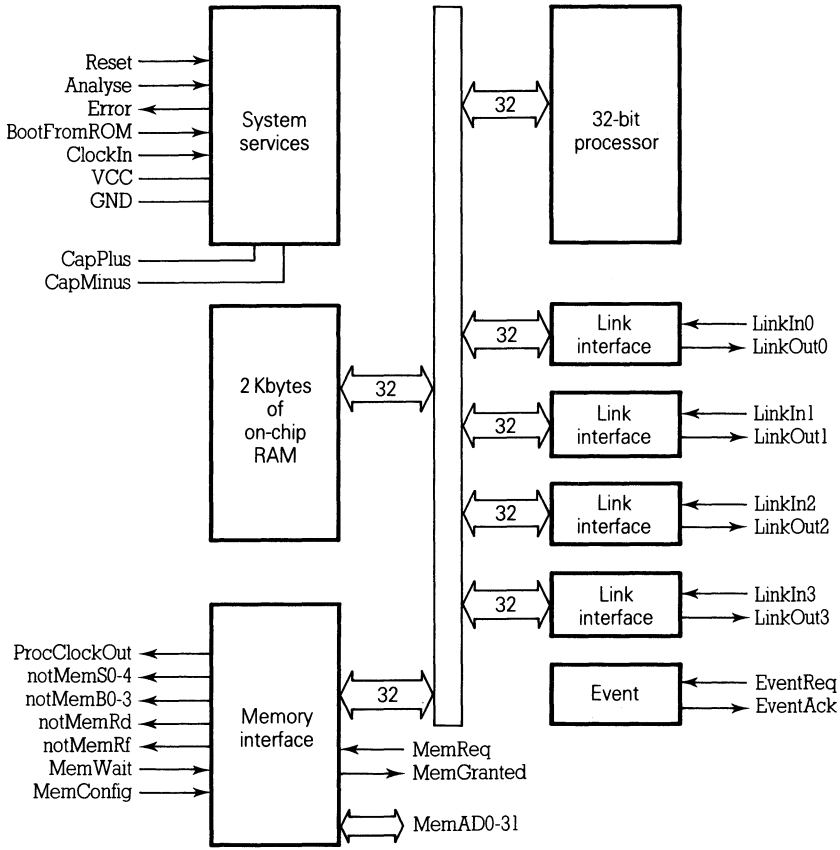 Reset
Analyse
Error
BootFromROM
ClockIn
VCC
GND
CapPlus
CapMinus
System
services
32
32-bit
processor
2 Kbytes
of
on-chip
RAM
32
32
Link
interface
LinkIn0
LinkOut0
32
Link
interface
LinkIn1
LinkOut1
32
Link
interface
LinkIn2
LinkOut2
32
Link
interface
LinkIn3
LinkOut3
Event
EventReq
EventAck
ProcClockOut
notMemS0-4
notMemB0-3
notMemRd
notMemRf
MemWait
MemConfig
Memory
interface
32
MemReq
MemGranted
MemAD0-31